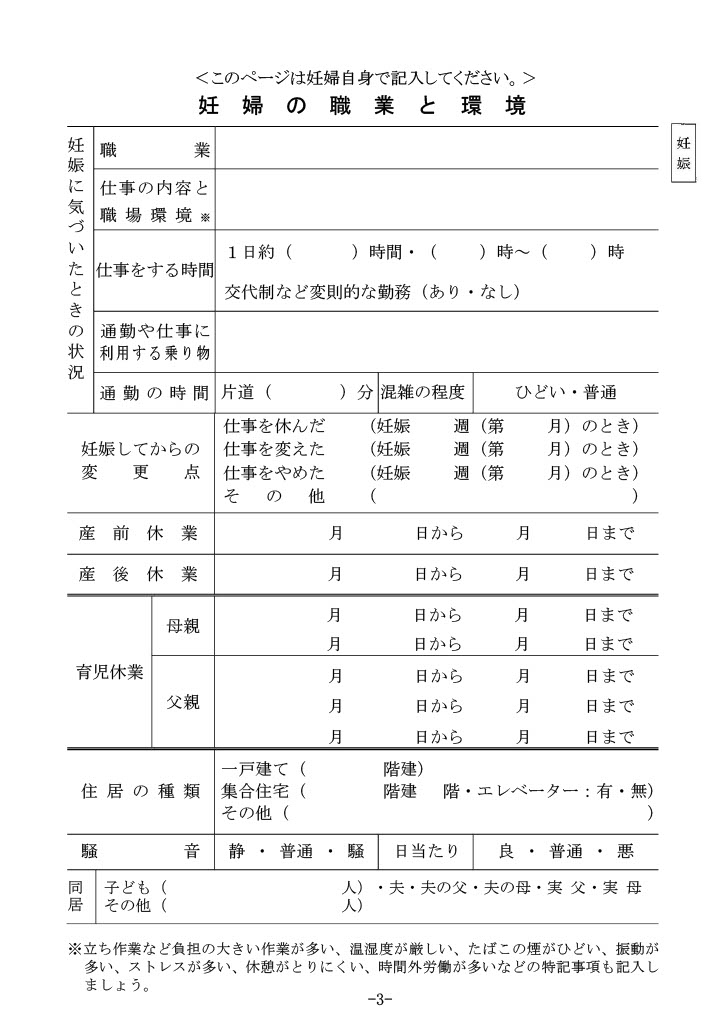 ＜このページは妊婦自身で記入してください。＞
妊婦の職業と環境
妊娠
妊娠に気づいたときの状況
職業
仕事の内容と
職場環境※
仕事をする時間
１日約（　　）時間・（　　）時～（　　）時
交代制など変則的な勤務（あり・なし）
通勤や仕事に
利用する乗り物
通勤の時間
片道（　　）分
混雑の程度
ひどい・普通
妊娠してからの
変更点
仕事を休んだ　（妊娠　　週（第　　月）のとき）
仕事を変えた　（妊娠　　週（第　　月）のとき）
仕事をやめた　（妊娠　　週（第　　月）のとき）
その他　（　　）
産前休業　　月　　日から　　月　　日まで
産後休業　　月　　日から　　月　　日まで
育児休業
母親
月　　日から　　月　　日まで
月　　日から　　月　　日まで
父親
月　　日から　　月　　日まで
月　　日から　　月　　日まで
月　　日から　　月　　日まで
住居の種類
一戸建て（　　階建）
集合住宅（　　階建　　階・エレベーター：有・無）
その他（　　）
騒音
静・普通・騒
日当たり
良・普通・悪
同居
子ども（　　人）・夫・夫の父・夫の母・実父・実母
その他（　　人）
※立ち作業など負担の大きい作業が多い、温湿度が厳しい、たばこの煙がひどい、振動が
多い、ストレスが多い、休憩がとりにくい、時間外労働が多いなどの特記事項も記入し
ましょう。
-3-